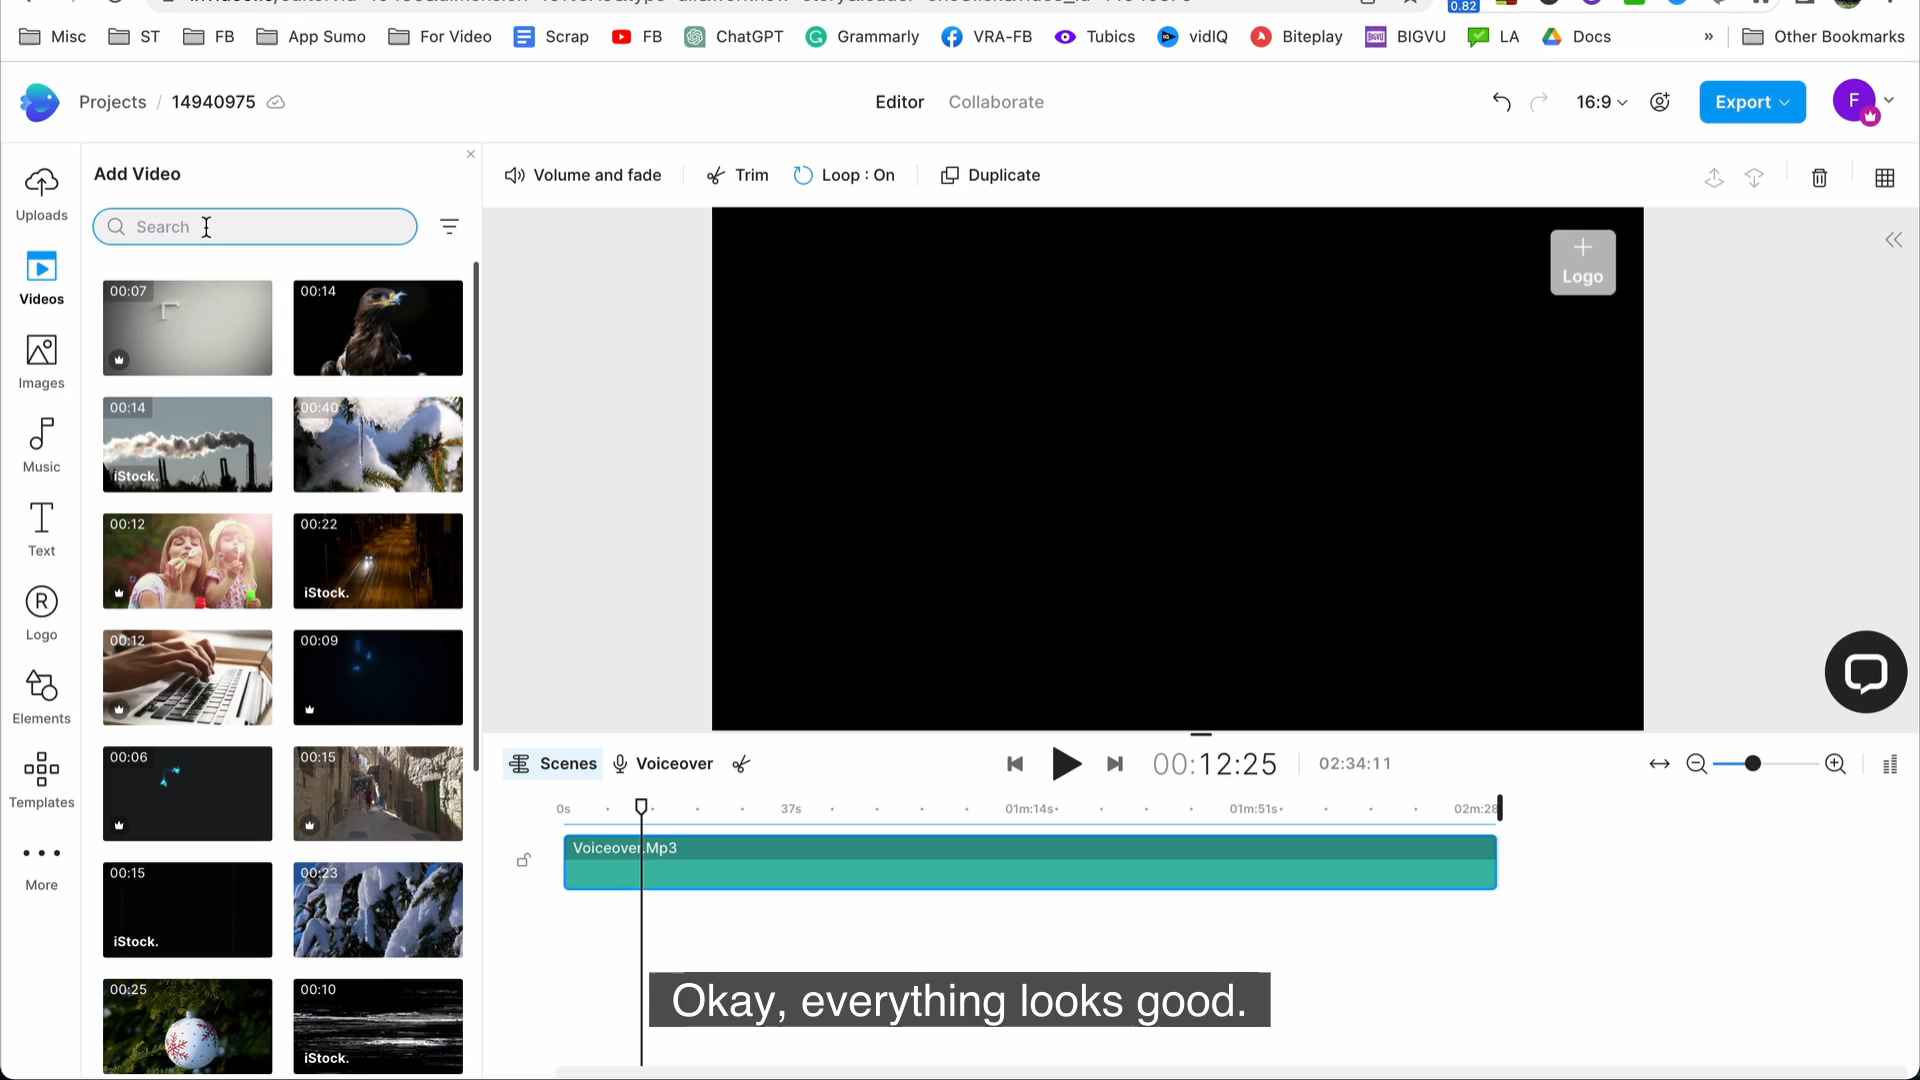 0.82
Misc
ST
FB
App Sumo
For Video
Scrap
FB
ChatGPT
Grammarly
VRA-FB
Tubics
vidIQ
Biteplay
BIGVU
LA
Docs
»
Other Bookmarks
Projects / 14940975
Editor
Collaborate
16:9
Export
F
Uploads
Videos
Images
Music
Text
Logo
Elements
Templates
More
Add Video
Search
00:07
00:14
00:14
iStock.
00:40
00:12
00:22
iStock.
00:12
00:09
00:06
00:15
00:15
iStock.
00:23
00:25
00:10
iStock.
Volume and fade
Trim
Loop : On
Duplicate
Logo
Scenes
Voiceover
00:12:25
02:34:11
0s
37s
01m:14s
01m:51s
02m:28
Voiceover.Mp3
Okay, everything looks good.